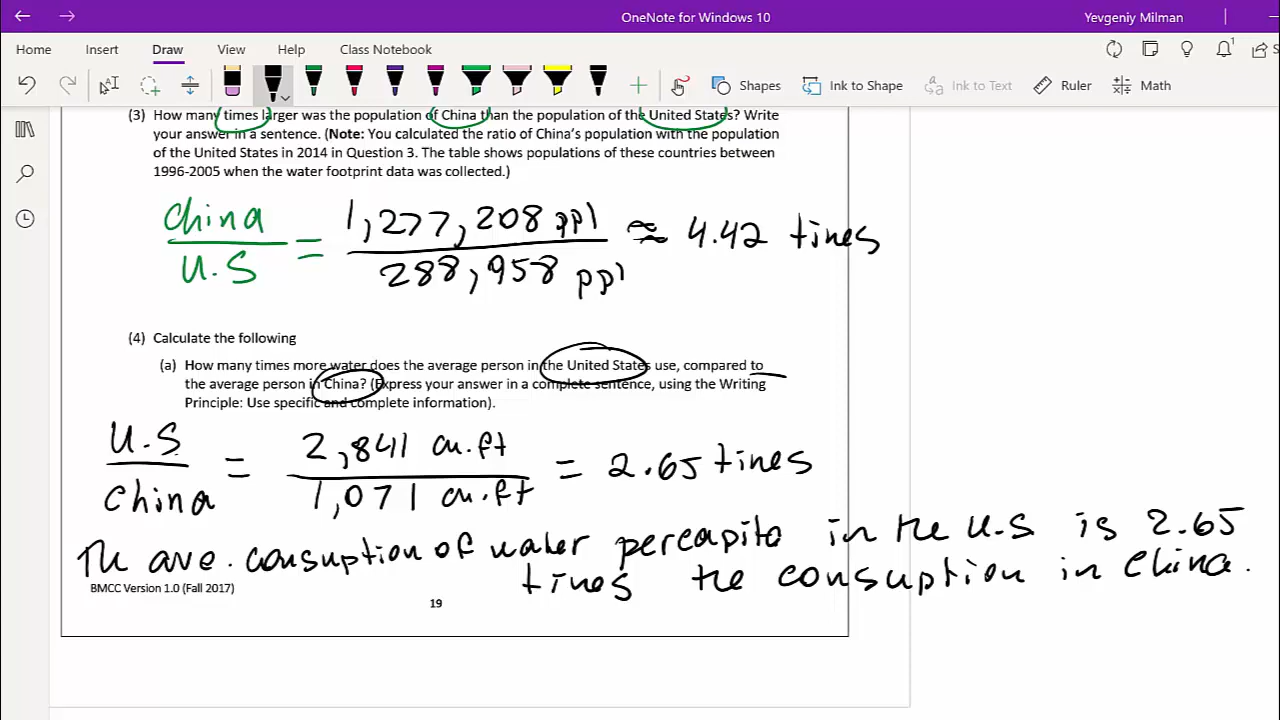 OneNote for Windows 10
Yevgeniy Milman
Home Insert Draw View Help Class Notebook
Shapes Ink to Shape Ink to Text Ruler Math
(3) How many times larger was the population of China than the population of the United States? Write
your answer in a sentence. (Note: You calculated the ratio of China's population with the population
of the United States in 2014 in Question 3. The table shows populations of these countries between
1996-2005 when the water footprint data was collected.)
China
U.S
=
1,277,208 ppl
288,958 ppl
≈ 4.42 tines
(4) Calculate the following
(a) How many times more water does the average person in the United States use, compared to
the average person in China? (Express your answer in a complete sentence, using the Writing
Principle: Use specific and complete information).
U.S
China
=
2,841 cu.ft
1,071 cu.ft
= 2.65 tines
Th ave. consuption of water percapita in the U.S is 2.65
tines the consuption in China.
BMCC Version 1.0 (Fall 2017)
19